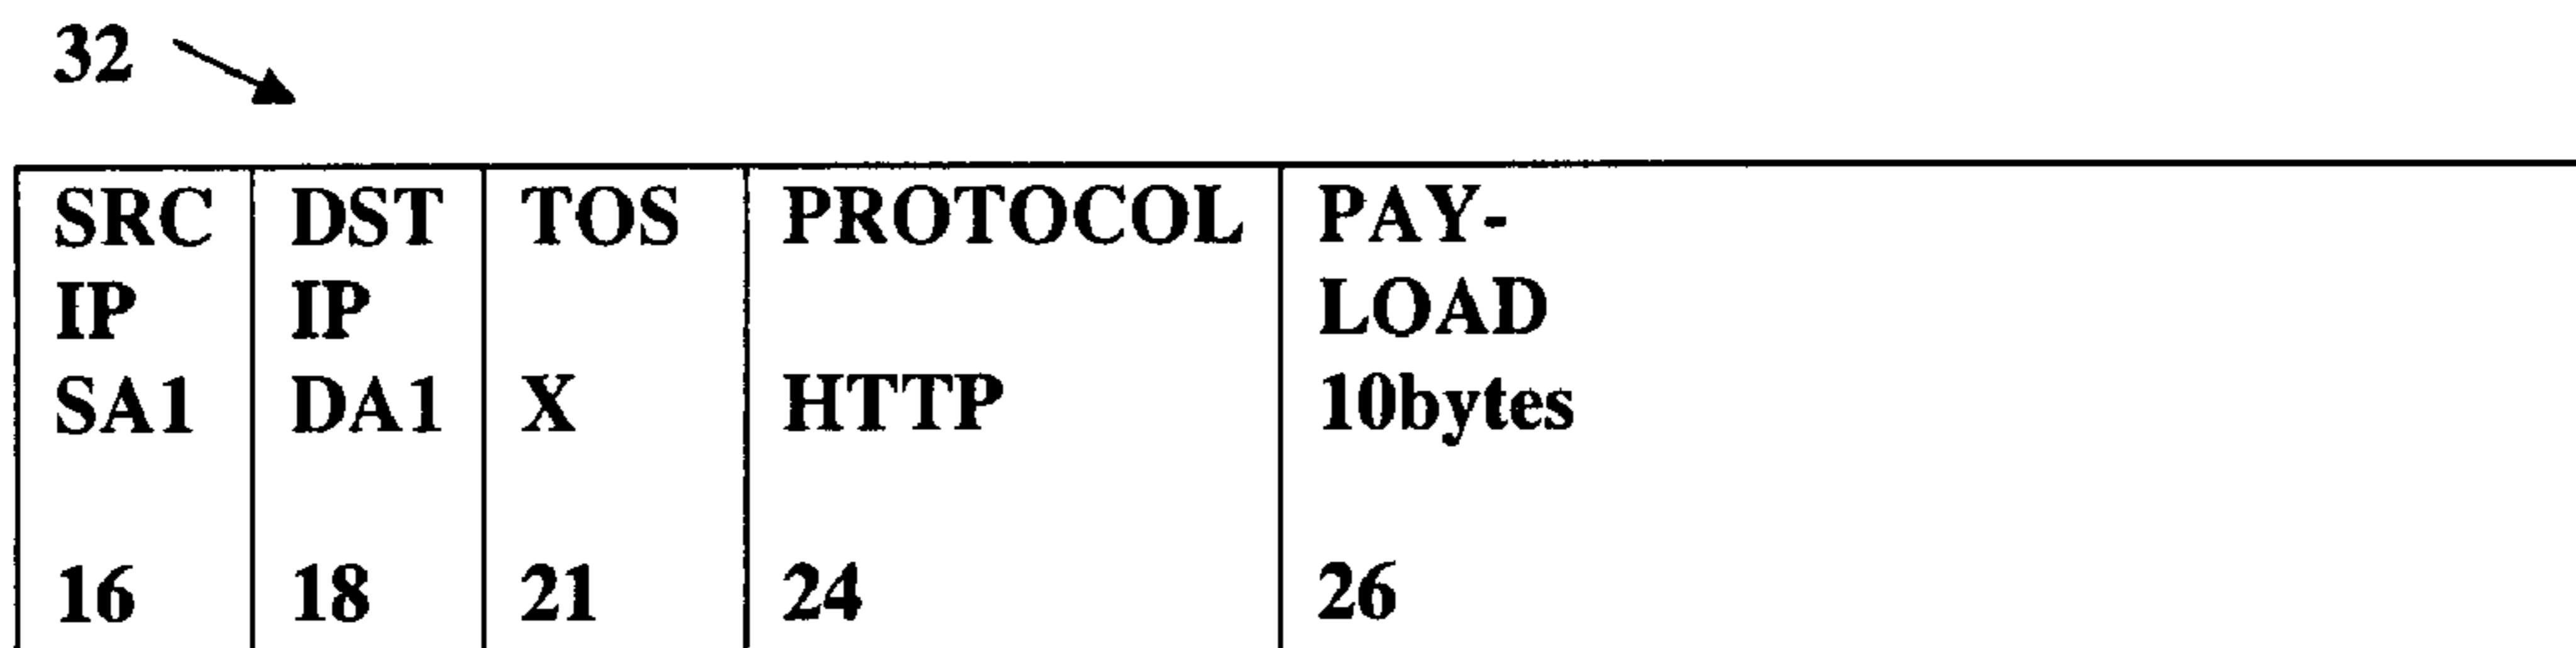 32
SRC DST TOS PROTOCOL PAY-
IP IP LOAD
SA1 DA1 X HTTP 10bytes
16 18 21 24 26